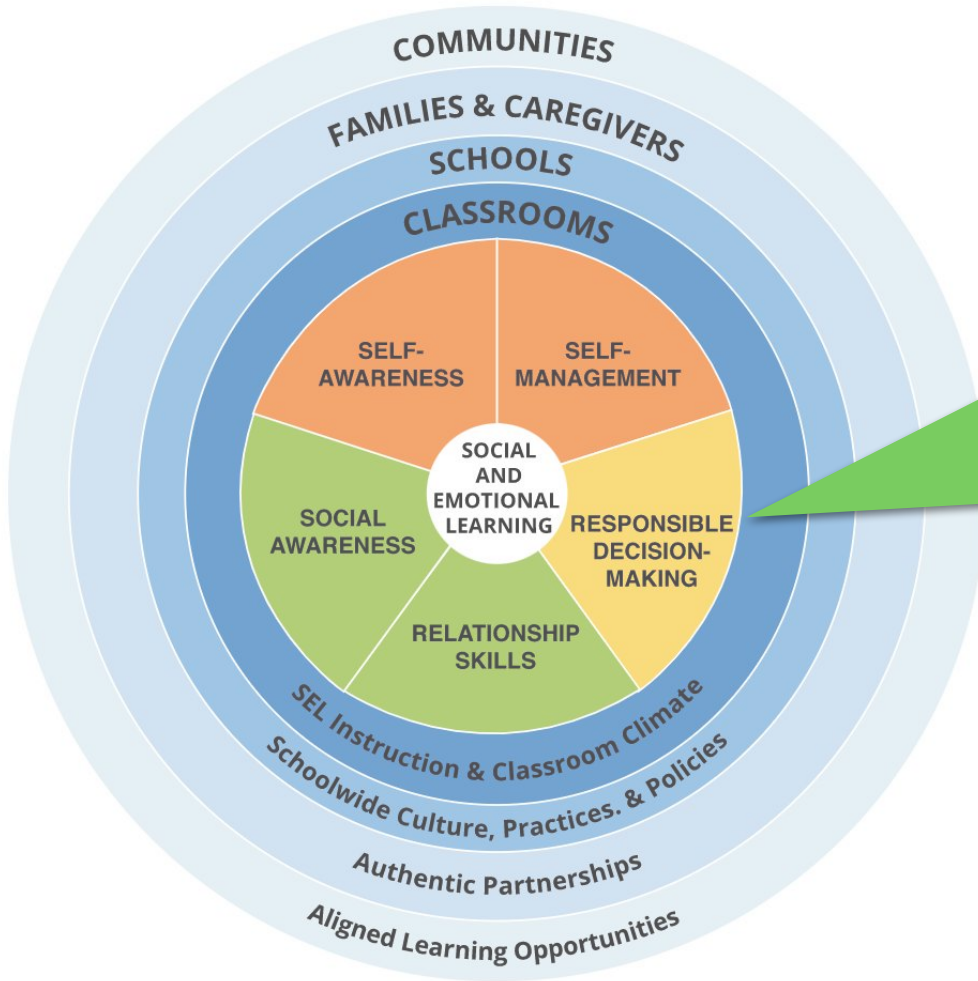 COMMUNITIES
FAMILIES & CAREGIVERS
SCHOOLS
CLASSROOMS
SELF-
AWARENESS
SELF-
MANAGEMENT
SOCIAL
AND
EMOTIONAL
LEARNING
SOCIAL
AWARENESS
RESPONSIBLE
DECISION-
MAKING
RELATIONSHIP
SKILLS
SEL Instruction & Classroom Climate
Schoolwide Culture, Practices. & Policies
Authentic Partnerships
Aligned Learning Opportunities